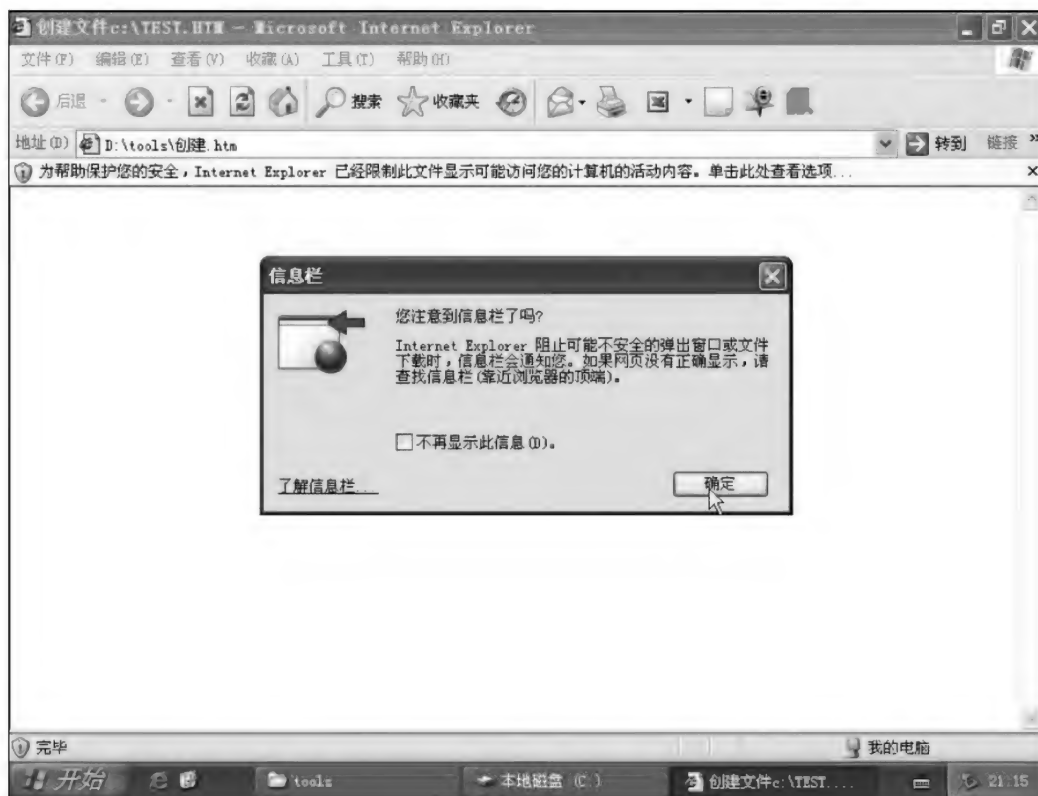 创建文件c:\TEST.HTM - Microsoft Internet Explorer
文件(F) 编辑(E) 查看(V) 收藏(A) 工具(T) 帮助(H)
后退 搜索 收藏夹
地址(D) D:\tools\创建.htm 转到 链接 »
为帮助保护您的安全，Internet Explorer 已经限制此文件显示可能访问您的计算机的活动内容。单击此处查看选项...
信息栏
您注意到信息栏了吗?
Internet Explorer 阻止可能不安全的弹出窗口或文件
下载时，信息栏会通知您。如果网页没有正确显示，请
查找信息栏(靠近浏览器的顶端)。
不再显示此信息(D)。
了解信息栏...
确定
完毕 我的电脑
开始 tools 本地磁盘 (C:) 创建文件c:\TEST.... 21:15